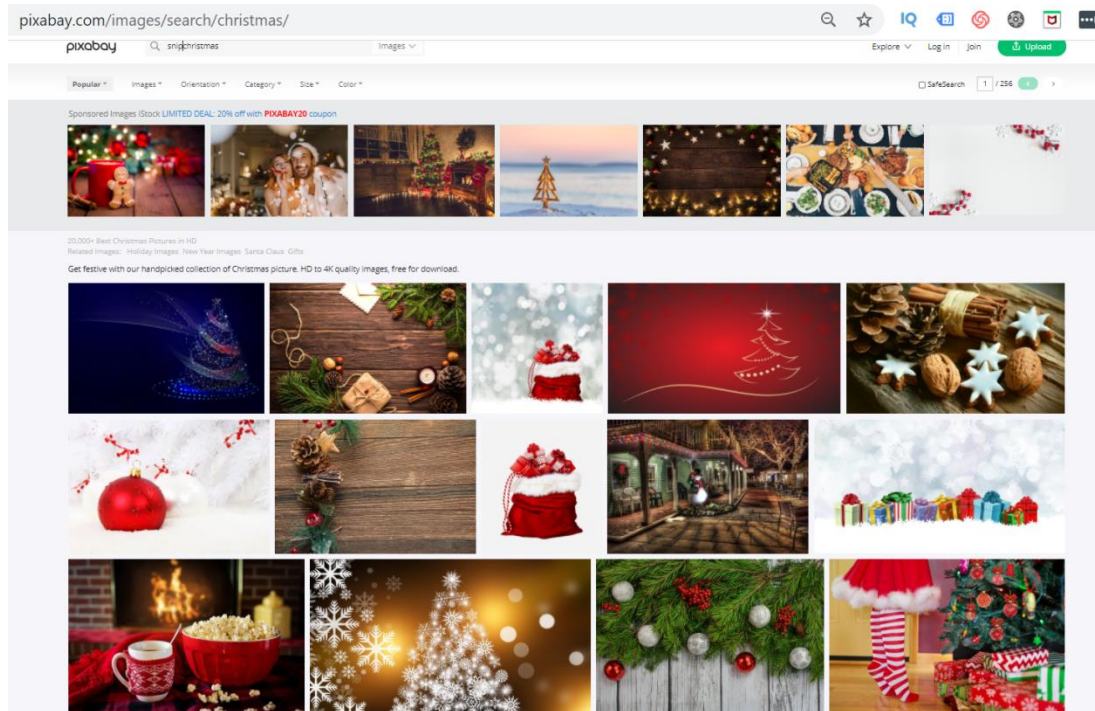 pixabay.com/images/search/christmas/
IQ
pixabay
snipchristmas
Images
Explore
Log in
Join
Upload
Popular
Images
Orientation
Category
Size
Color
SafeSearch
1 / 256
Sponsored Images iStock LIMITED DEAL: 20% off with PIXABAY20 coupon
20,000+ Best Christmas Pictures in HD
Related Images: Holiday Images New Year Images Santa Claus Gifts
Get festive with our handpicked collection of Christmas picture. HD to 4K quality images, free for download.